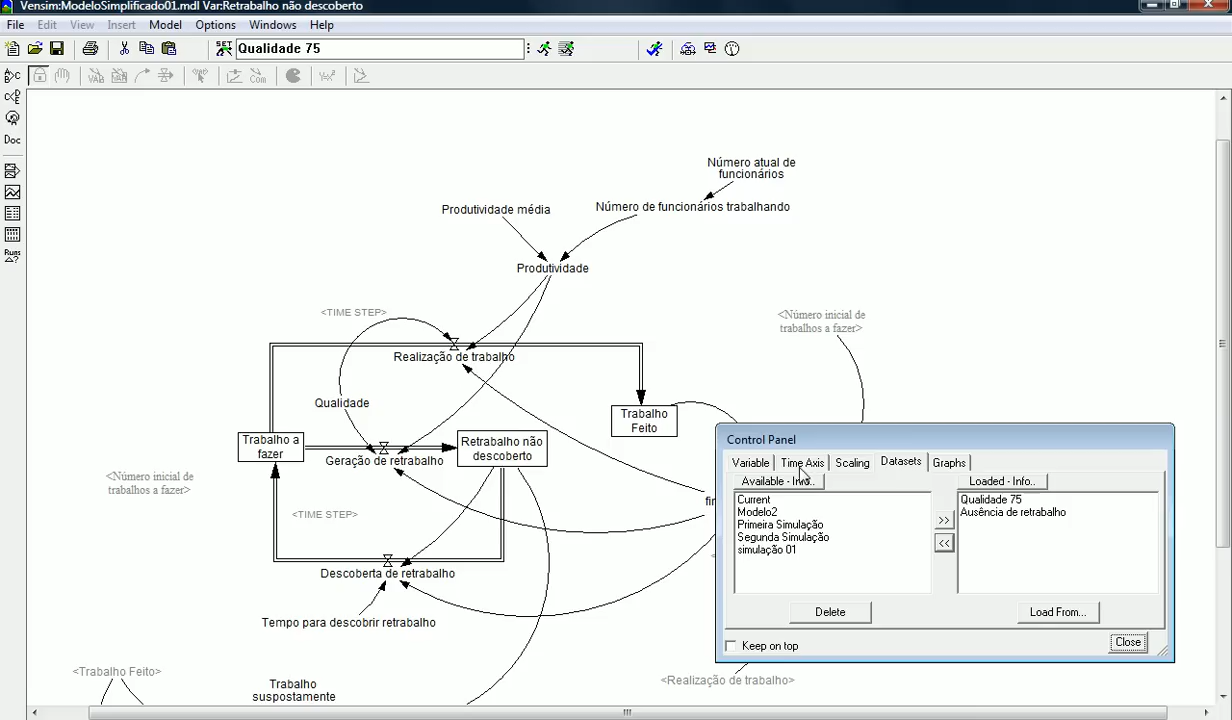 Vensim:ModeloSimplificado01.mdl Var:Retrabalho não descoberto
File Edit View Insert Model Options Windows Help
SET Qualidade 75
Com
Doc
Runs
Número atual de
funcionários
Produtividade média
Número de funcionários trabalhando
Produtividade
<TIME STEP>
<Número inicial de
trabalhos a fazer>
Realização de trabalho
Qualidade
Trabalho
Feito
Trabalho a
fazer
Retrabalho não
descoberto
Geração de retrabalho
<Número inicial de
trabalhos a fazer>
<TIME STEP>
Descoberta de retrabalho
Tempo para descobrir retrabalho
<Trabalho Feito>
Trabalho
suspostamente
<Realização de trabalho>
Control Panel
Variable Time Axis Scaling Datasets Graphs
Available - Info..
Loaded - Info..
Current
Modelo2
Primeira Simulação
Segunda Simulação
simulação 01
>>
<<
Qualidade 75
Ausência de retrabalho
Delete
Load From...
Keep on top
Close